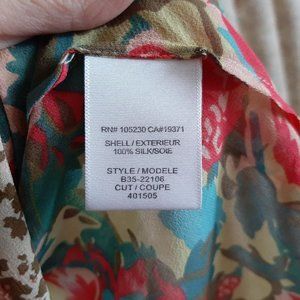 RN# 105230 CA#19371
SHELL / EXTERIEUR
100% SILK/SOIE
STYLE / MODELE
B35-22106
CUT / COUPE
401505